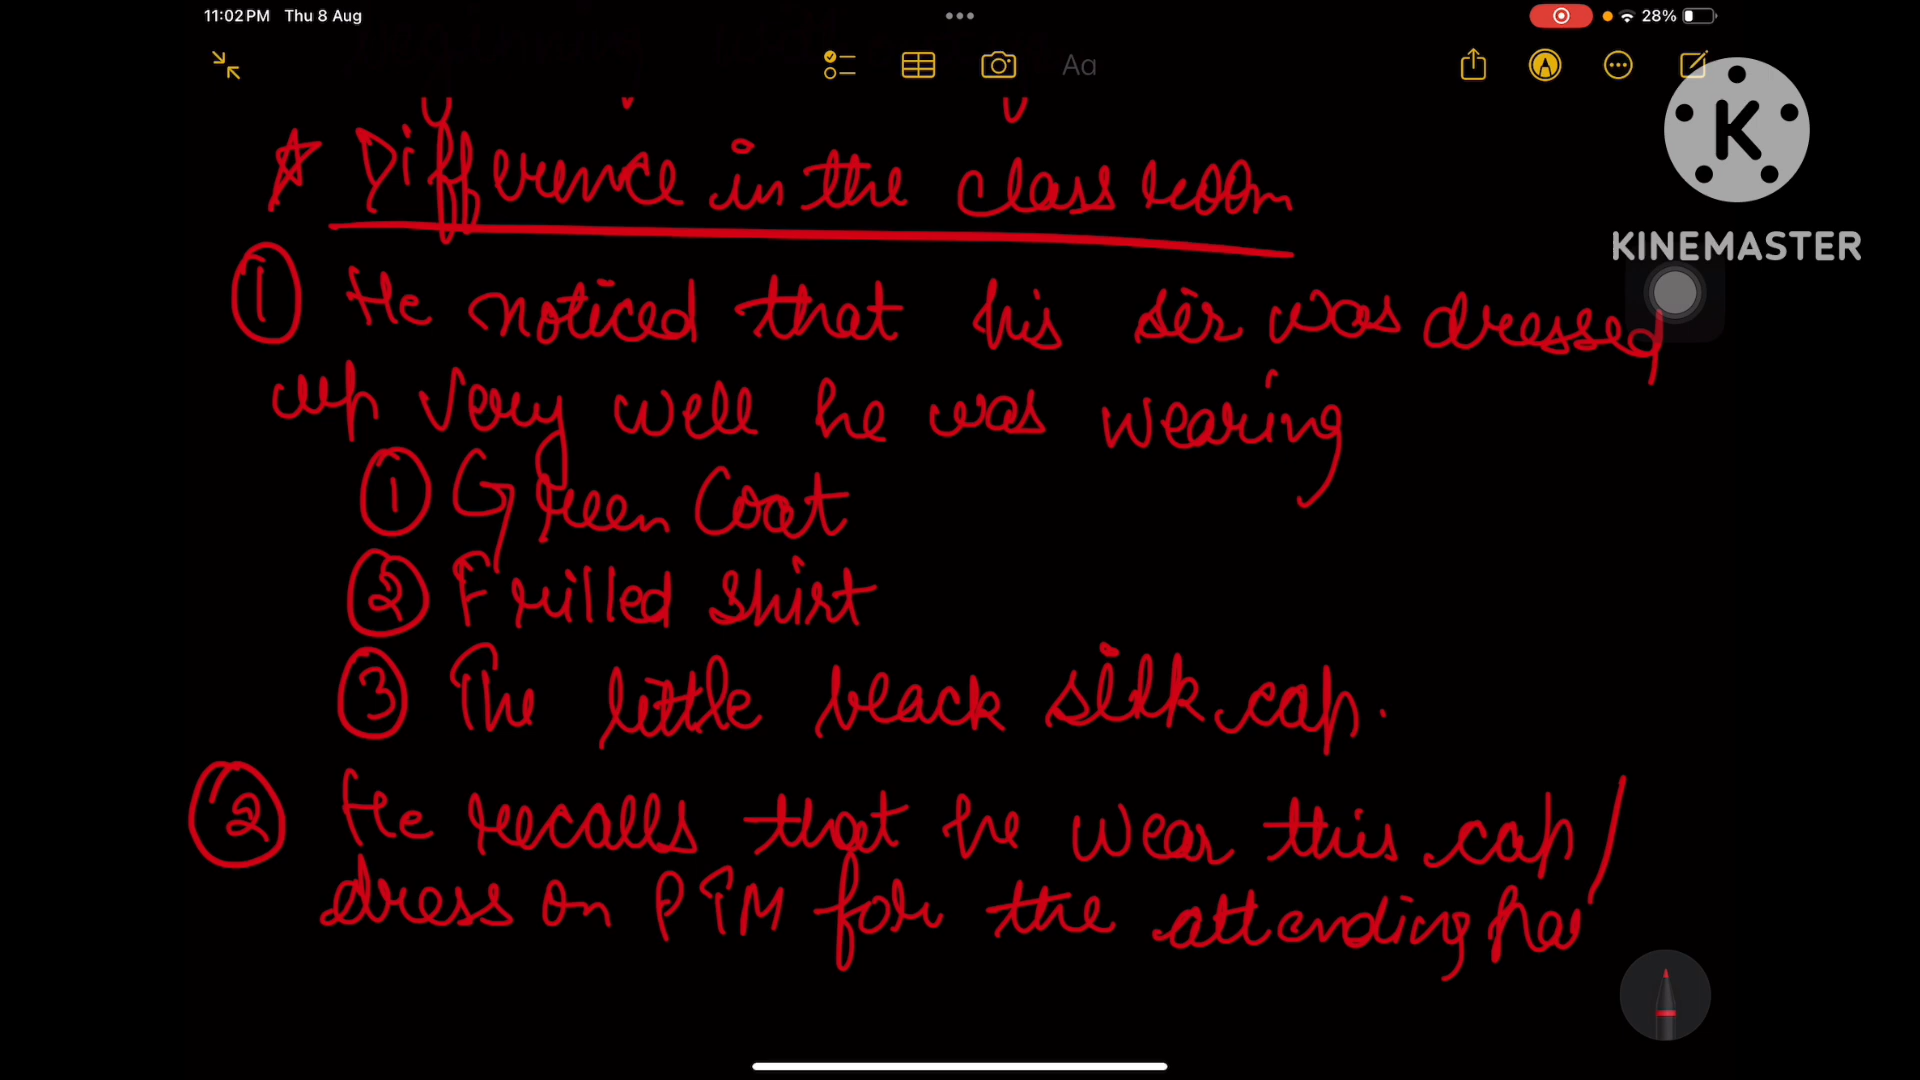 11:02 PM Thu 8 Aug
28%
Aa
K
KINEMASTER
☆ Difference in the class room
① He noticed that his sir was dressed
up very well he was wearing
① Green Coat
② Frilled Shirt
③ The little black silk cap.
② He recalls that he wear this cap/
dress on PTM for the attending